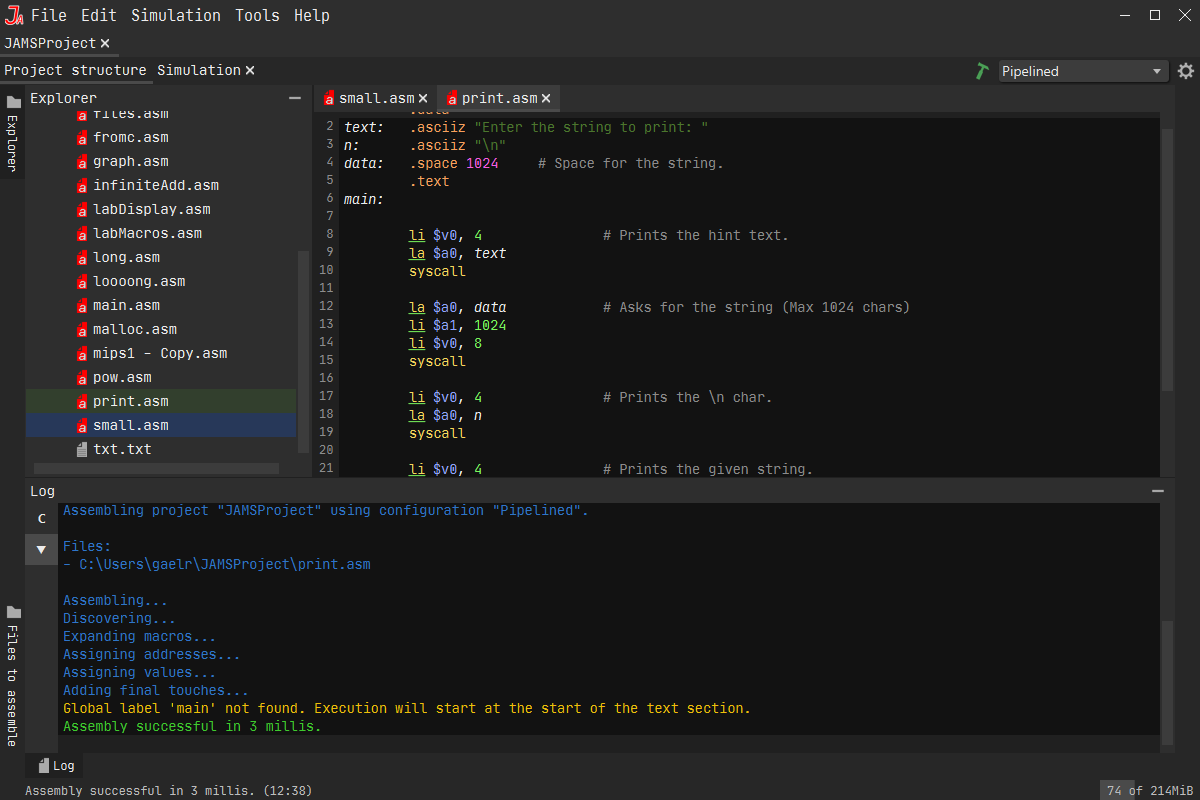 File Edit Simulation Tools Help
JAMSProject
Project structure Simulation Pipelined
Explorer
Explorer
files.asm
fromc.asm
graph.asm
infiniteAdd.asm
labDisplay.asm
labMacros.asm
long.asm
loooong.asm
main.asm
malloc.asm
mips1 - Copy.asm
pow.asm
print.asm
small.asm
txt.txt
small.asm print.asm
.data
2 text: .asciiz "Enter the string to print: "
3 n: .asciiz "\n"
4 data: .space 1024 # Space for the string.
5 .text
6 main:
7
8 li $v0, 4 # Prints the hint text.
9 la $a0, text
10 syscall
11
12 la $a0, data # Asks for the string (Max 1024 chars)
13 li $a1, 1024
14 li $v0, 8
15 syscall
16
17 li $v0, 4 # Prints the \n char.
18 la $a0, n
19 syscall
20
21 li $v0, 4 # Prints the given string.
Log
C
Assembling project "JAMSProject" using configuration "Pipelined".
Files:
- C:\Users\gaelr\JAMSProject\print.asm
Assembling...
Discovering...
Expanding macros...
Assigning addresses...
Assigning values...
Adding final touches...
Global label 'main' not found. Execution will start at the start of the text section.
Assembly successful in 3 millis.
Files to assemble
Log
Assembly successful in 3 millis. (12:38) 74 of 214MiB